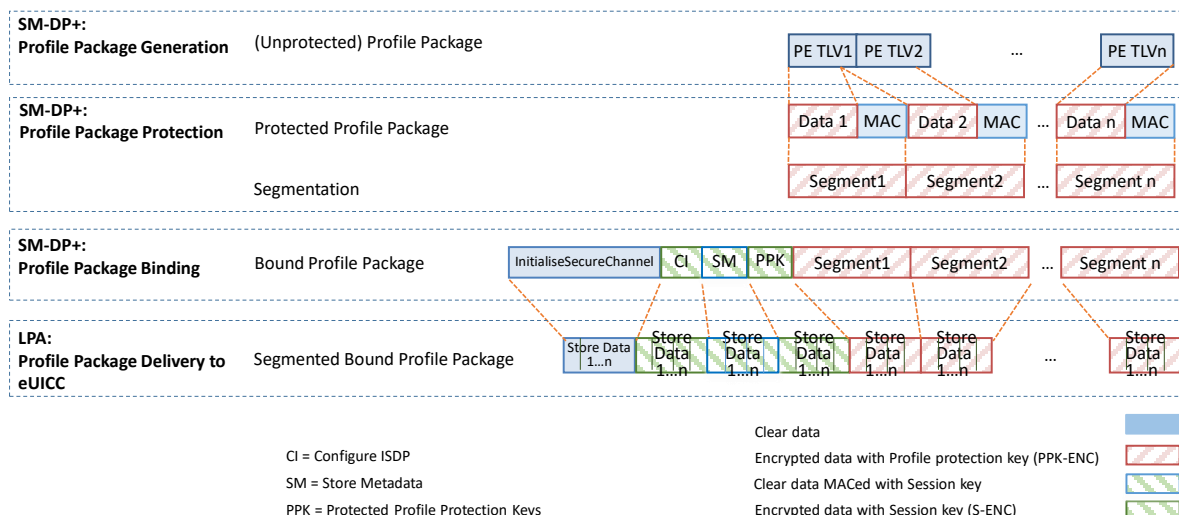 SM-DP+:
Profile Package Generation
(Unprotected) Profile Package
PE TLV1 PE TLV2 ... PE TLVn
SM-DP+:
Profile Package Protection
Protected Profile Package
Data 1 MAC Data 2 MAC ... Data n MAC
Segmentation
Segment1 Segment2 ... Segment n
SM-DP+:
Profile Package Binding
Bound Profile Package
InitialiseSecureChannel CI SM PPK Segment1 Segment2 ... Segment n
LPA:
Profile Package Delivery to
eUICC
Segmented Bound Profile Package
Store Data
1...n
Store
Data
1...n
Store
Data
1...n
Store
Data
1...n
Store
Data
1...n
Store
Data
1...n
...
Store
Data
1...n
CI = Configure ISDP
SM = Store Metadata
PPK = Protected Profile Protection Keys
Clear data
Encrypted data with Profile protection key (PPK-ENC)
Clear data MACed with Session key
Encrypted data with Session key (S-ENC)